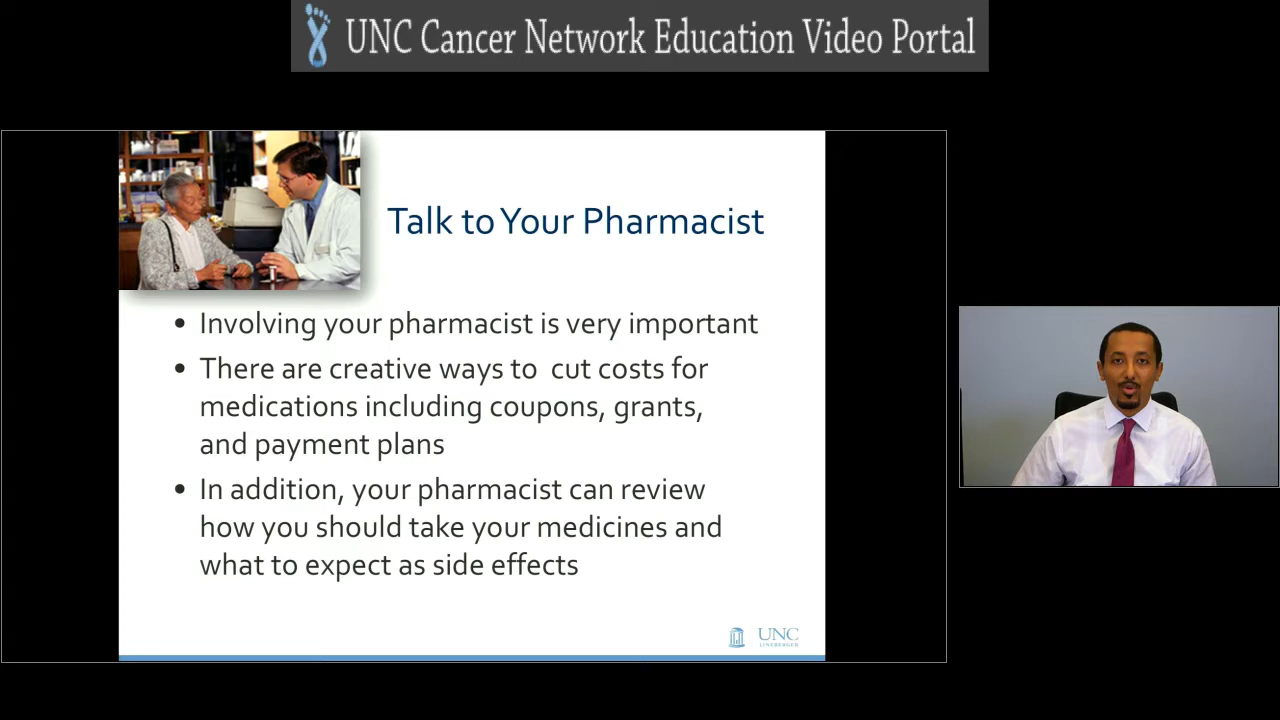 UNC Cancer Network Education Video Portal
Talk to Your Pharmacist
• Involving your pharmacist is very important
• There are creative ways to cut costs for
medications including coupons, grants,
and payment plans
• In addition, your pharmacist can review
how you should take your medicines and
what to expect as side effects
UNC
LINEBERGER